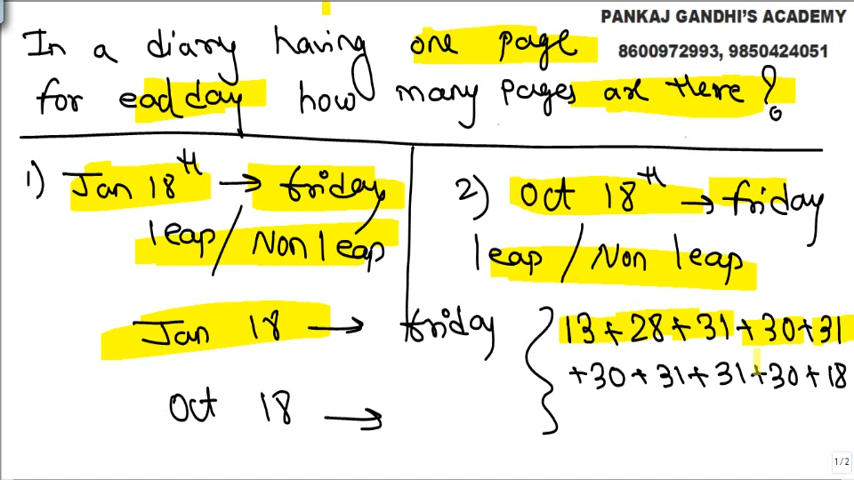 PANKAJ GANDHI'S ACADEMY
8600972993, 9850424051
In a diary having one page
for each day how many pages are there?
1) Jan 18th → friday
leap / Non leap
2) Oct 18th → friday
leap / Non leap
Jan 18 → friday
Oct 18 →
13 + 28 + 31 + 30 + 31
+ 30 + 31 + 31 + 30 + 18
1/2